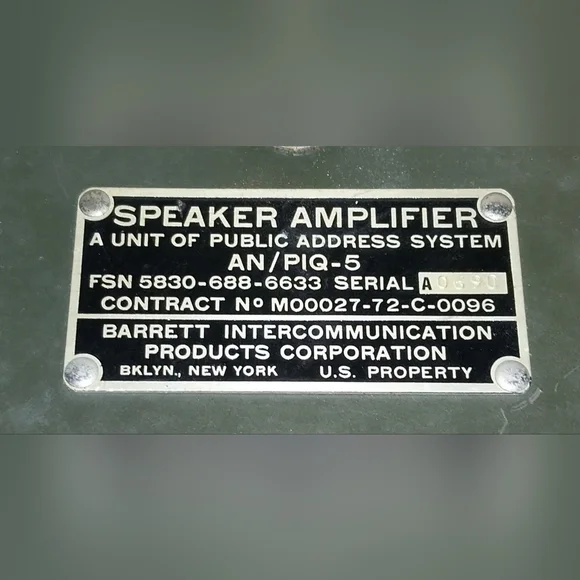 SPEAKER AMPLIFIER
A UNIT OF PUBLIC ADDRESS SYSTEM
AN/PIQ-5
FSN 5830-688-6633 SERIAL A 0690
CONTRACT Nº M00027-72-C-0096
BARRETT INTERCOMMUNICATION
PRODUCTS CORPORATION
BKLYN., NEW YORK U.S. PROPERTY